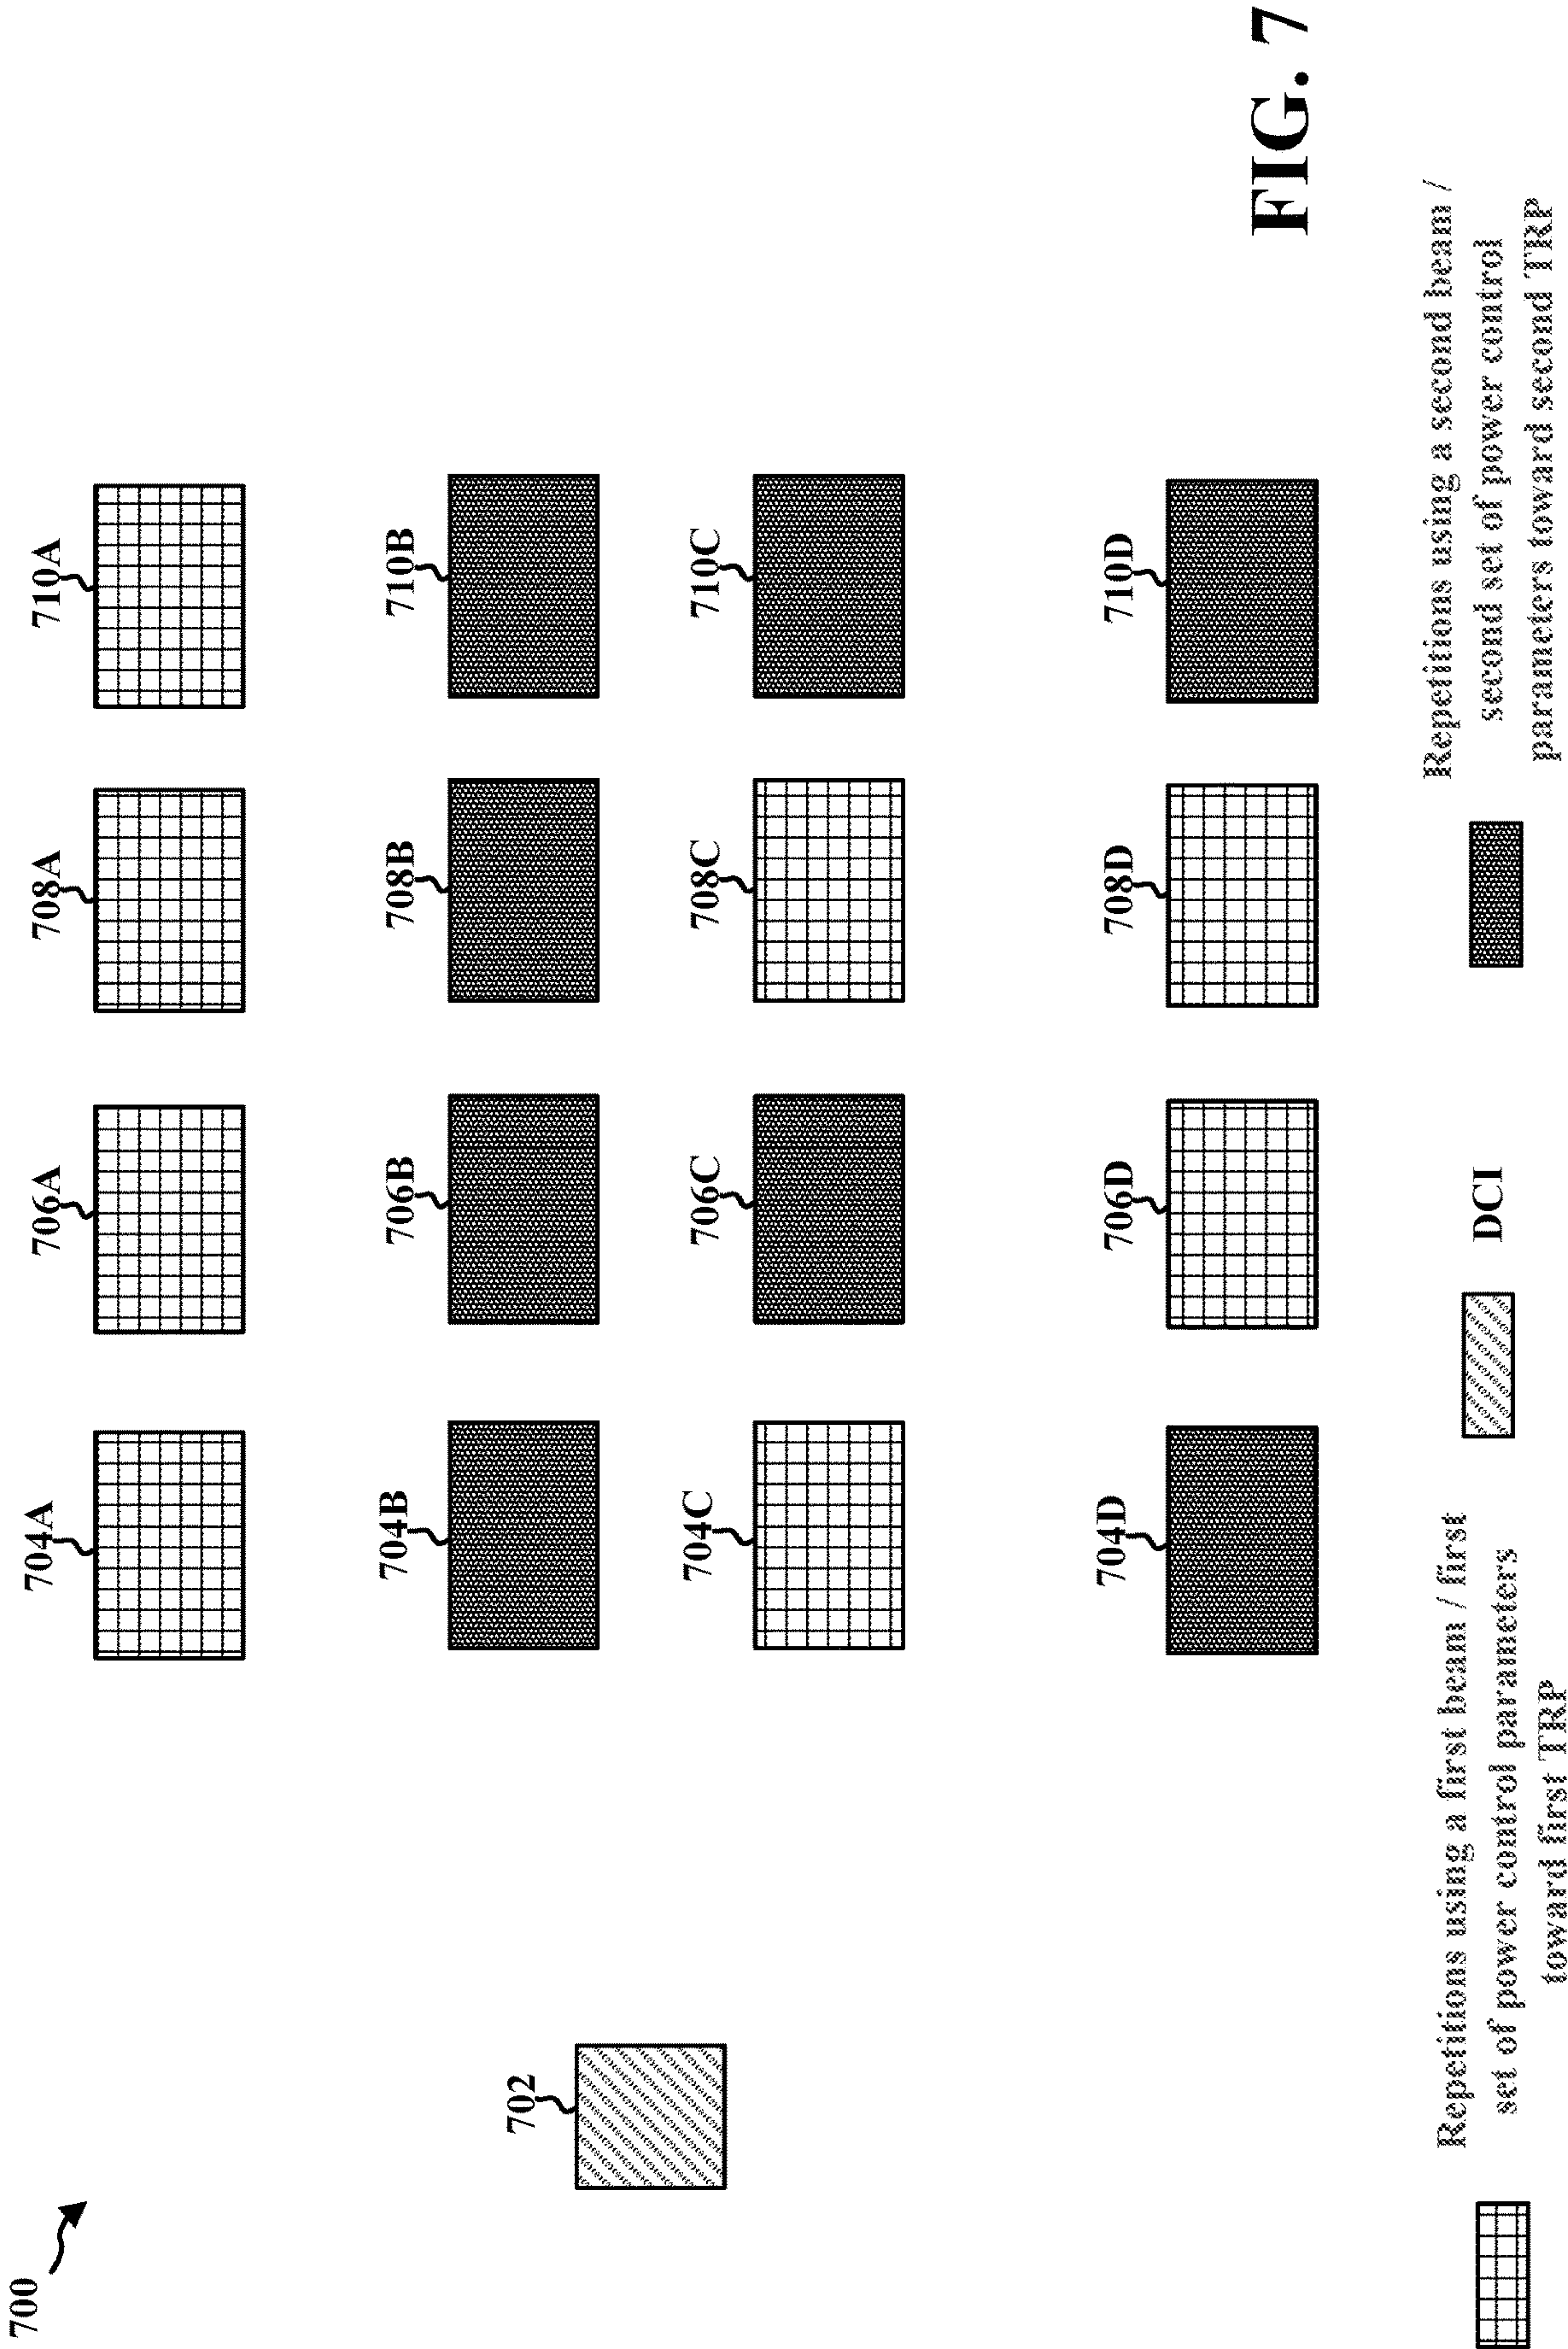 700
702
704A
706A
708A
710A
704B
706B
708B
710B
704C
706C
708C
710C
704D
706D
708D
710D
Repetitions using a first beam / first
set of power control parameters
toward first TRP
DCI
Repetitions using a second beam /
second set of power control
parameters toward second TRP
FIG. 7